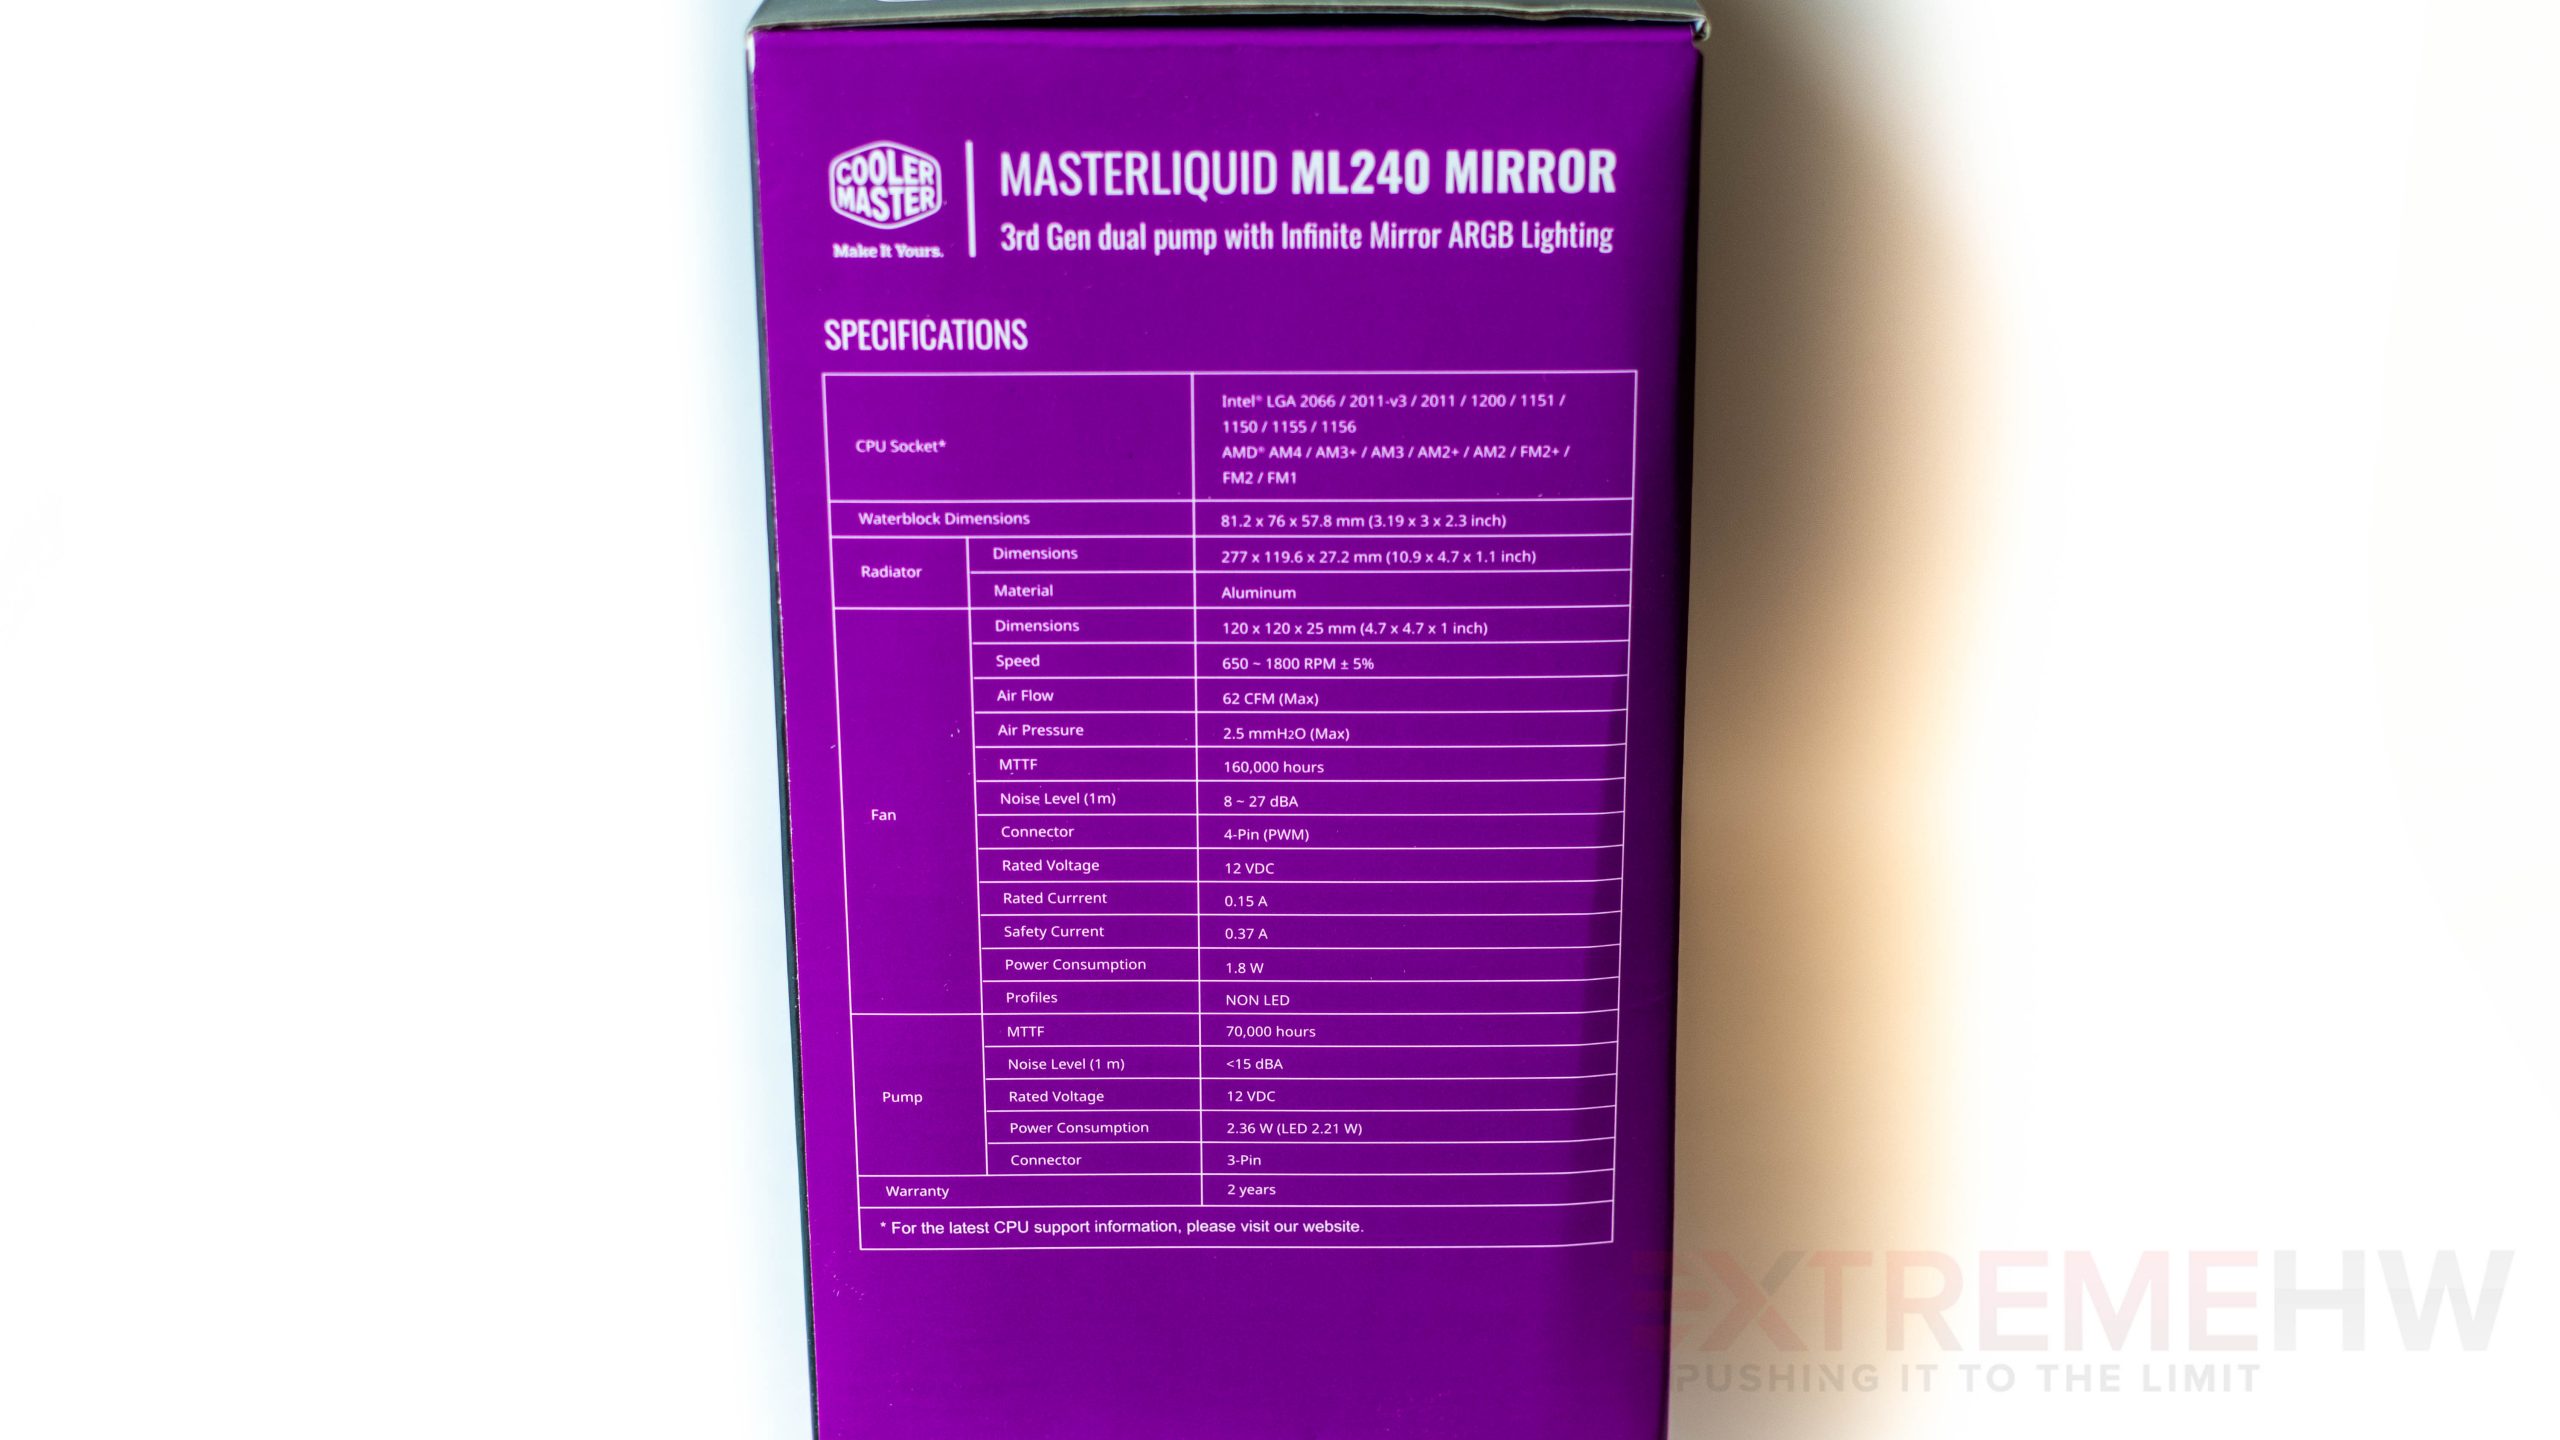 COOLER MASTER
Make It Yours.
MASTERLIQUID ML240 MIRROR
3rd Gen dual pump with Infinite Mirror ARGB Lighting
SPECIFICATIONS
CPU Socket*
Intel® LGA 2066 / 2011-v3 / 2011 / 1200 / 1151 /
1150 / 1155 / 1156
AMD® AM4 / AM3+ / AM3 / AM2+ / AM2 / FM2+ /
FM2 / FM1
Waterblock Dimensions 81.2 x 76 x 57.8 mm (3.19 x 3 x 2.3 inch)
Radiator
Dimensions 277 x 119.6 x 27.2 mm (10.9 x 4.7 x 1.1 inch)
Material Aluminum
Fan
Dimensions 120 x 120 x 25 mm (4.7 x 4.7 x 1 inch)
Speed 650 ~ 1800 RPM ± 5%
Air Flow 62 CFM (Max)
Air Pressure 2.5 mmH2O (Max)
MTTF 160,000 hours
Noise Level (1m) 8 ~ 27 dBA
Connector 4-Pin (PWM)
Rated Voltage 12 VDC
Rated Currrent 0.15 A
Safety Current 0.37 A
Power Consumption 1.8 W
Profiles NON LED
Pump
MTTF 70,000 hours
Noise Level (1 m) <15 dBA
Rated Voltage 12 VDC
Power Consumption 2.36 W (LED 2.21 W)
Connector 3-Pin
Warranty 2 years
* For the latest CPU support information, please visit our website.
EXTREMEHW
PUSHING IT TO THE LIMIT